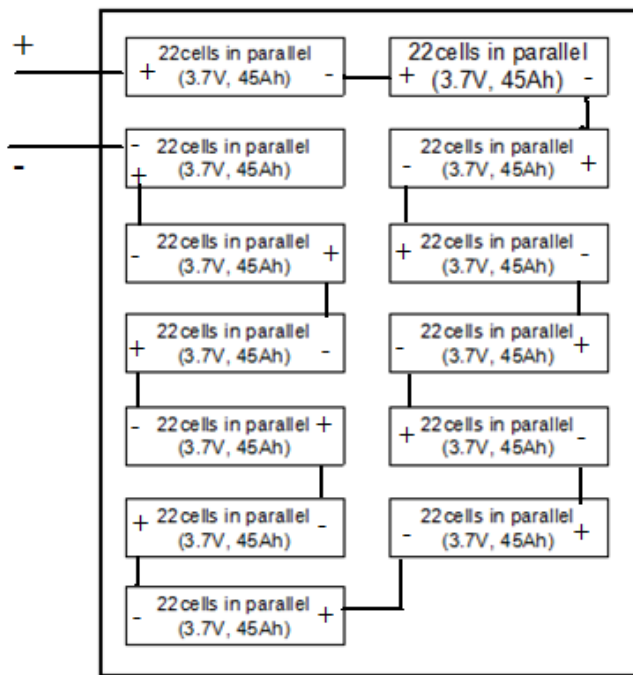 +
+ 22cells in parallel -
(3.7V, 45Ah)
+ 22cells in parallel -
(3.7V, 45Ah)
-
- 22cells in parallel
+ (3.7V, 45Ah)
- 22cells in parallel +
(3.7V, 45Ah)
- 22cells in parallel +
(3.7V, 45Ah)
+ 22cells in parallel -
(3.7V, 45Ah)
+ 22cells in parallel -
(3.7V, 45Ah)
- 22cells in parallel +
(3.7V, 45Ah)
- 22cells in parallel +
(3.7V, 45Ah)
+ 22cells in parallel -
(3.7V, 45Ah)
+ 22cells in parallel -
(3.7V, 45Ah)
- 22cells in parallel +
(3.7V, 45Ah)
- 22cells in parallel +
(3.7V, 45Ah)